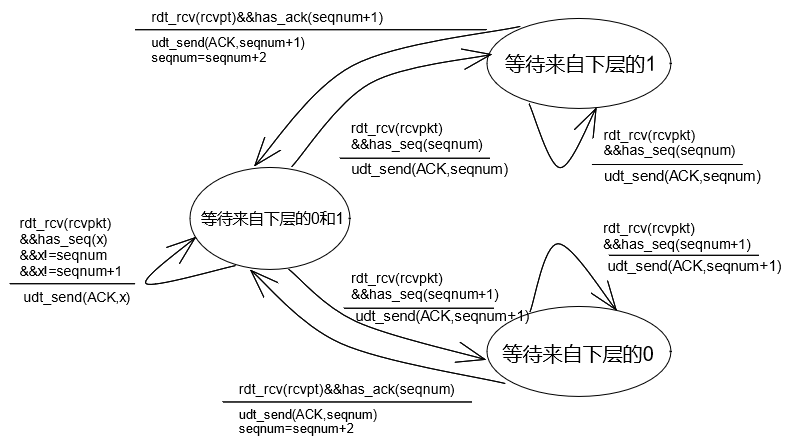 rdt_rcv(rcvpt)&&has_ack(seqnum+1)
udt_send(ACK,seqnum+1)
seqnum=seqnum+2
等待来自下层的1
rdt_rcv(rcvpkt)
&&has_seq(seqnum)
udt_send(ACK,seqnum)
rdt_rcv(rcvpkt)
&&has_seq(seqnum)
udt_send(ACK,seqnum)
等待来自下层的0和1
rdt_rcv(rcvpkt)
&&has_seq(x)
&&x!=seqnum
&&x!=seqnum+1
udt_send(ACK,x)
rdt_rcv(rcvpkt)
&&has_seq(seqnum+1)
udt_send(ACK,seqnum+1)
rdt_rcv(rcvpkt)
&&has_seq(seqnum+1)
udt_send(ACK,seqnum+1)
等待来自下层的0
rdt_rcv(rcvpt)&&has_ack(seqnum)
udt_send(ACK,seqnum)
seqnum=seqnum+2